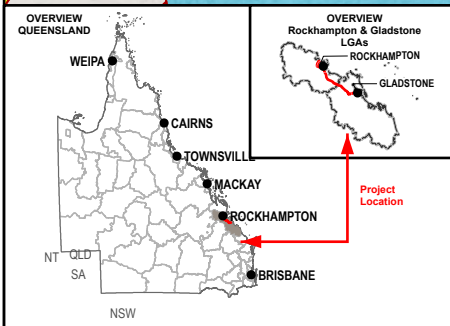 OVERVIEW
QUEENSLAND
WEIPA
CAIRNS
TOWNSVILLE
MACKAY
ROCKHAMPTON
BRISBANE
NT
QLD
SA
NSW
OVERVIEW
Rockhampton & Gladstone
LGAs
ROCKHAMPTON
GLADSTONE
Project
Location